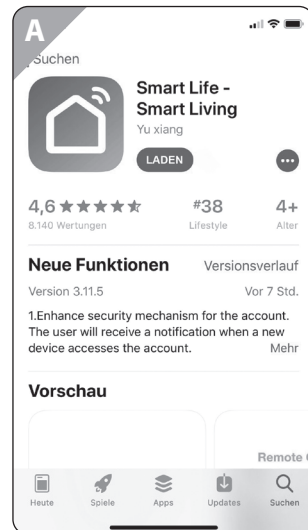 A
Suchen
Smart Life -
Smart Living
Yu xiang
LADEN
4,6 ★★★★⯪ #38 4+
8.140 Wertungen Lifestyle Alter
Neue Funktionen Versionsverlauf
Version 3.11.5 Vor 7 Std.
1.Enhance security mechanism for the account.
The user will receive a notification when a new
device accesses the account. Mehr
Vorschau
Remote
Heute Spiele Apps Updates Suchen